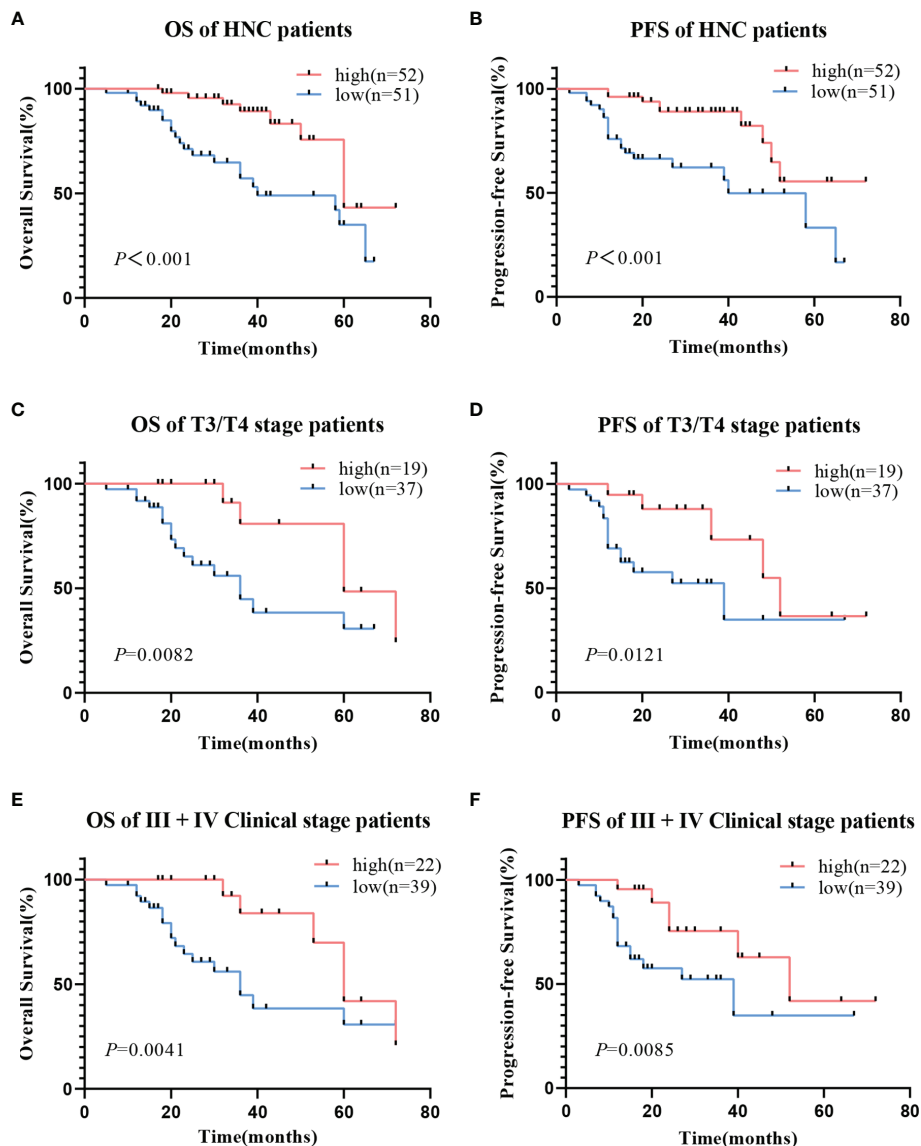 A
OS of HNC patients
high(n=52)
low(n=51)
Overall Survival(%)
100
50
0
P<0.001
0 20 40 60 80
Time(months)
B
PFS of HNC patients
high(n=52)
low(n=51)
Progression-free Survival(%)
100
50
0
P<0.001
0 20 40 60 80
Time(months)
C
OS of T3/T4 stage patients
high(n=19)
low(n=37)
Overall Survival(%)
100
50
0
P=0.0082
0 20 40 60 80
Time(months)
D
PFS of T3/T4 stage patients
high(n=19)
low(n=37)
Progression-free Survival(%)
100
50
0
P=0.0121
0 20 40 60 80
Time(months)
E
OS of III + IV Clinical stage patients
high(n=22)
low(n=39)
Overall Survival(%)
100
50
0
P=0.0041
0 20 40 60 80
Time(months)
F
PFS of III + IV Clinical stage patients
high(n=22)
low(n=39)
Progression-free Survival(%)
100
50
0
P=0.0085
0 20 40 60 80
Time(months)